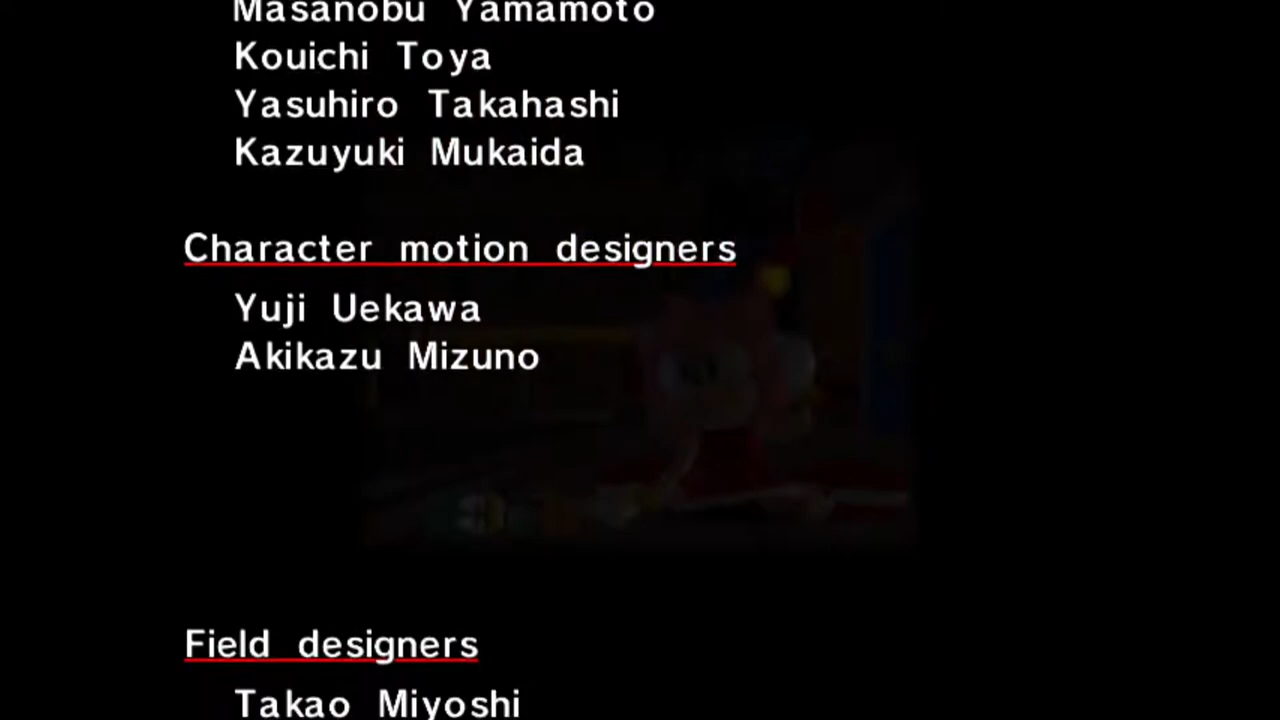 Masanobu Yamamoto
Kouichi Toya
Yasuhiro Takahashi
Kazuyuki Mukaida
Character motion designers
Yuji Uekawa
Akikazu Mizuno
Field designers
Takao Miyoshi